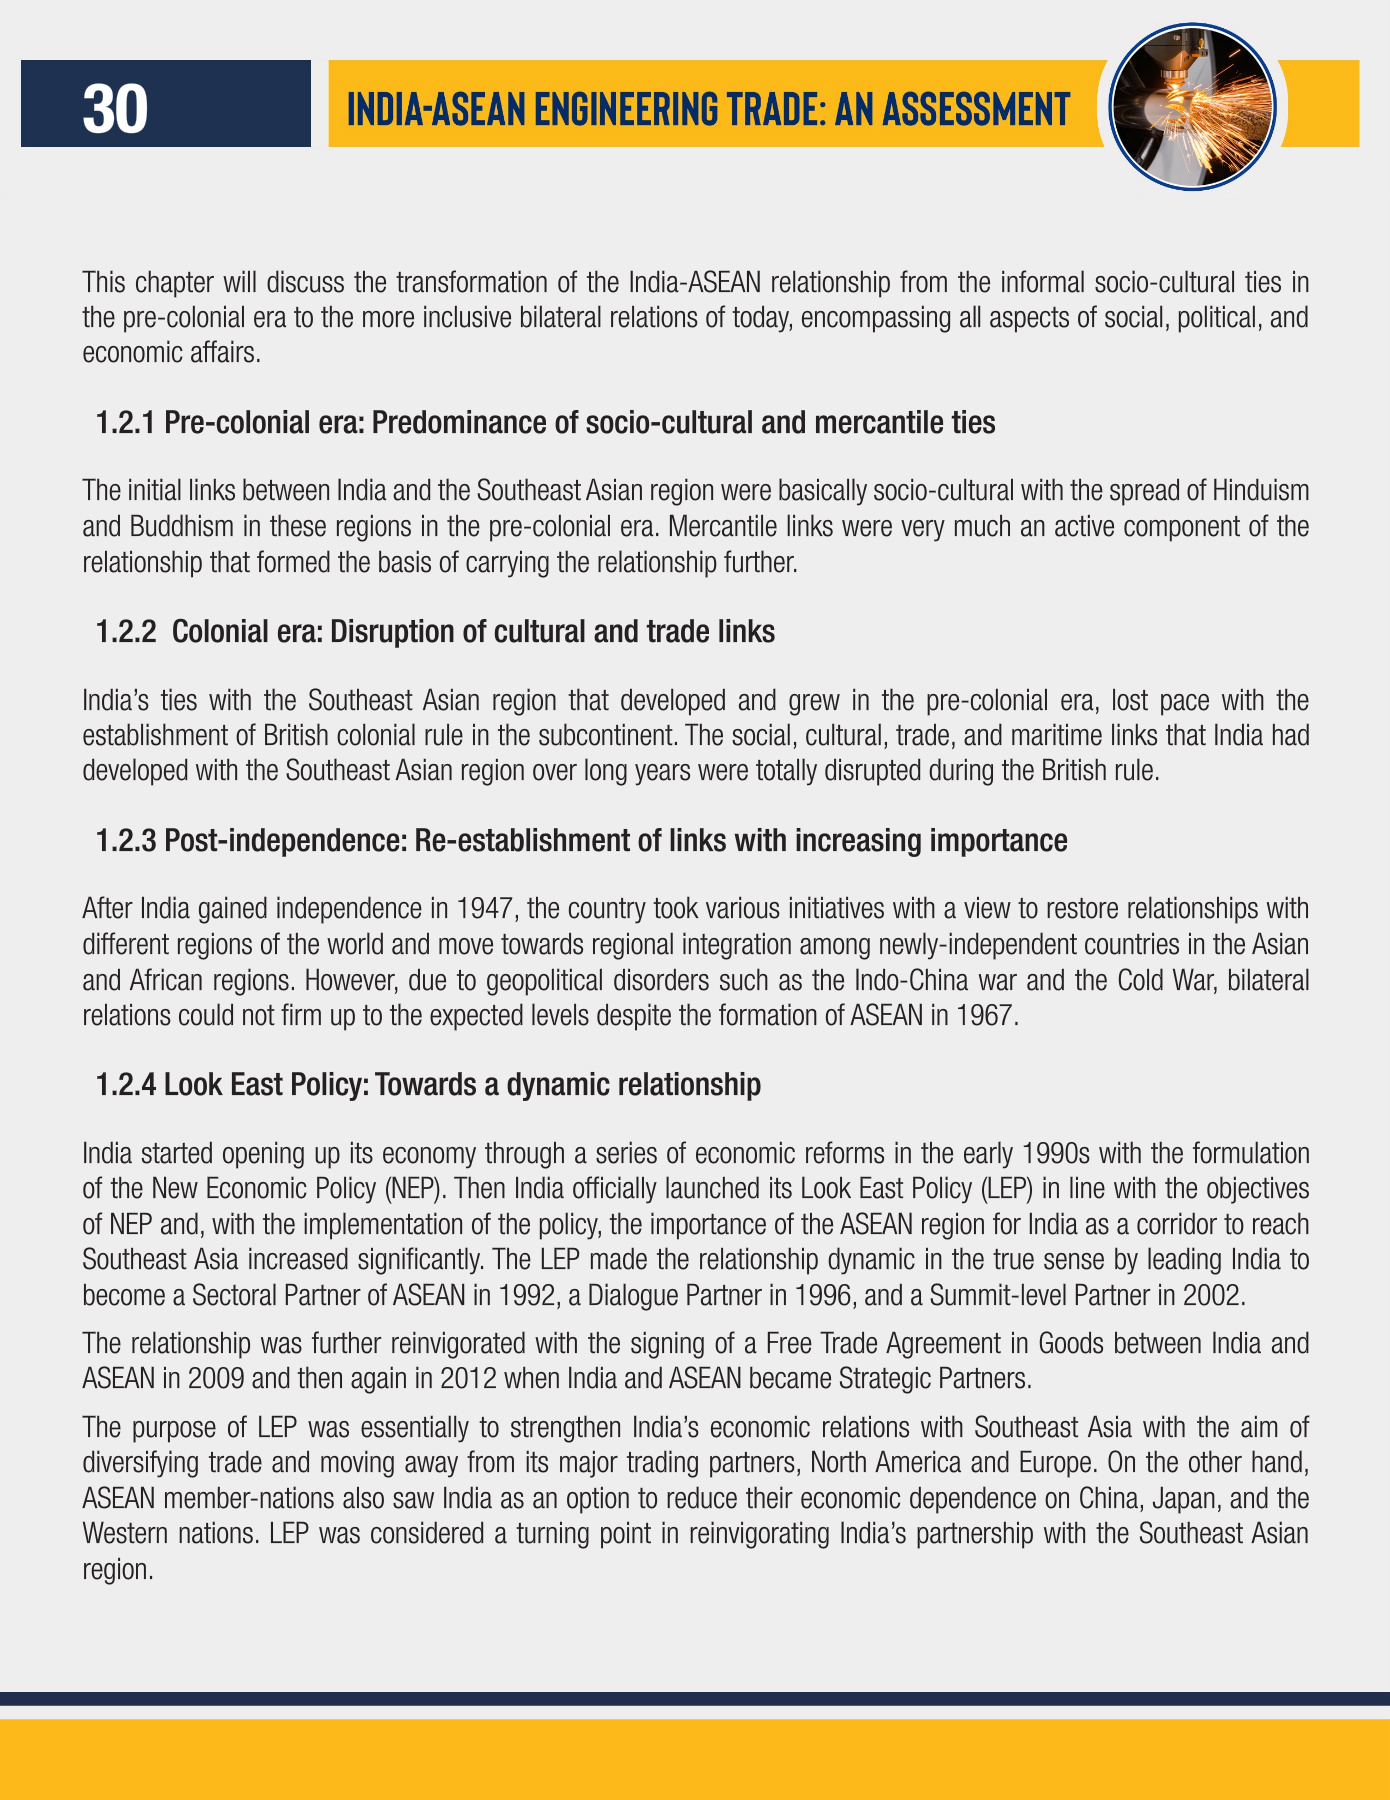 30
INDIA-ASEAN ENGINEERING TRADE: AN ASSESSMENT
This chapter will discuss the transformation of the India-ASEAN relationship from the informal socio-cultural ties in
the pre-colonial era to the more inclusive bilateral relations of today, encompassing all aspects of social, political, and
economic affairs.
1.2.1 Pre-colonial era: Predominance of socio-cultural and mercantile ties
The initial links between India and the Southeast Asian region were basically socio-cultural with the spread of Hinduism
and Buddhism in these regions in the pre-colonial era. Mercantile links were very much an active component of the
relationship that formed the basis of carrying the relationship further.
1.2.2 Colonial era: Disruption of cultural and trade links
India’s ties with the Southeast Asian region that developed and grew in the pre-colonial era, lost pace with the
establishment of British colonial rule in the subcontinent. The social, cultural, trade, and maritime links that India had
developed with the Southeast Asian region over long years were totally disrupted during the British rule.
1.2.3 Post-independence: Re-establishment of links with increasing importance
After India gained independence in 1947, the country took various initiatives with a view to restore relationships with
different regions of the world and move towards regional integration among newly-independent countries in the Asian
and African regions. However, due to geopolitical disorders such as the Indo-China war and the Cold War, bilateral
relations could not firm up to the expected levels despite the formation of ASEAN in 1967.
1.2.4 Look East Policy: Towards a dynamic relationship
India started opening up its economy through a series of economic reforms in the early 1990s with the formulation
of the New Economic Policy (NEP). Then India officially launched its Look East Policy (LEP) in line with the objectives
of NEP and, with the implementation of the policy, the importance of the ASEAN region for India as a corridor to reach
Southeast Asia increased significantly. The LEP made the relationship dynamic in the true sense by leading India to
become a Sectoral Partner of ASEAN in 1992, a Dialogue Partner in 1996, and a Summit-level Partner in 2002.
The relationship was further reinvigorated with the signing of a Free Trade Agreement in Goods between India and
ASEAN in 2009 and then again in 2012 when India and ASEAN became Strategic Partners.
The purpose of LEP was essentially to strengthen India’s economic relations with Southeast Asia with the aim of
diversifying trade and moving away from its major trading partners, North America and Europe. On the other hand,
ASEAN member-nations also saw India as an option to reduce their economic dependence on China, Japan, and the
Western nations. LEP was considered a turning point in reinvigorating India’s partnership with the Southeast Asian
region.